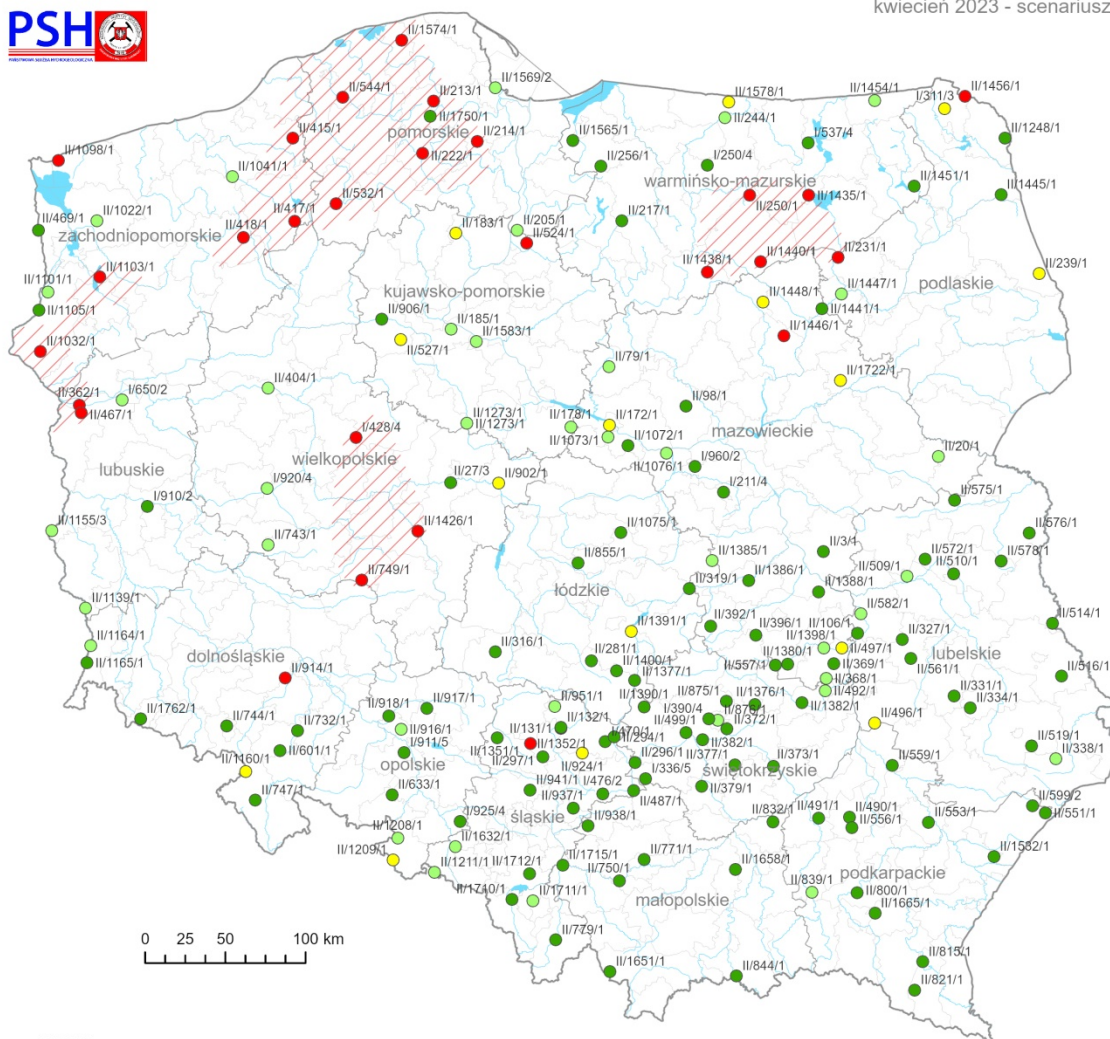 kwiecień 2023 - scenariusz
PSH
PAŃSTWOWA SŁUŻBA HYDROGEOLOGICZNA
II/1574/1
II/1569/2
II/544/1
II/213/1
II/1750/1
pomorskie
II/415/1
II/214/1
II/222/1
II/1578/1
II/244/1
II/1454/1
I/311/3
II/1456/1
II/1565/1
I/537/4
II/1248/1
II/1098/1
II/1041/1
II/256/1
I/250/4
warmińsko-mazurskie
II/1451/1
II/250/1
II/1435/1
II/1445/1
II/532/1
II/469/1
II/1022/1
zachodniopomorskie
II/418/1
II/417/1
II/183/1
II/205/1
II/524/1
II/217/1
II/1101/1
II/1103/1
II/1438/1
II/1440/1
II/231/1
II/239/1
podlaskie
II/1105/1
kujawsko-pomorskie
II/1448/1
II/1447/1
II/1441/1
II/906/1
II/185/1
II/1583/1
II/527/1
II/1446/1
II/1032/1
II/79/1
II/1722/1
II/404/1
II/362/1
II/467/1
I/650/2
II/98/1
II/1273/1
II/1273/1
II/178/1
II/172/1
II/1073/1
II/1072/1
mazowieckie
I/428/4
wielkopolskie
II/1076/1
I/960/2
II/20/1
lubuskie
I/920/4
II/27/3
II/902/1
I/211/4
I/910/2
II/575/1
II/1155/3
II/743/1
II/1426/1
II/1075/1
II/576/1
II/749/1
II/855/1
łódzkie
II/1385/1
II/3/1
II/572/1
II/510/1
II/578/1
II/509/1
II/319/1
II/1386/1
II/1388/1
II/1139/1
II/582/1
II/1164/1
II/1165/1
dolnośląskie
II/1391/1
II/392/1
II/396/1
II/106/1
II/1398/1
II/497/1
II/327/1
II/514/1
lubelskie
II/316/1
II/281/1
II/1400/1
II/1377/1
II/557/1
II/1380/1
II/369/1
II/368/1
II/492/1
II/561/1
II/516/1
II/914/1
II/1762/1
II/744/1
II/732/1
II/601/1
II/918/1
II/917/1
II/916/1
I/911/5
opolskie
II/951/1
II/132/1
II/131/1
II/1352/1
II/1351/1
II/297/1
II/924/1
II/470/1
II/294/1
II/1390/1
I/390/4
II/499/1
II/875/1
II/1376/1
II/372/1
II/382/1
II/377/1
II/1382/1
II/331/1
II/334/1
II/496/1
II/519/1
II/338/1
II/1160/1
II/747/1
II/633/1
II/941/1
II/937/1
śląskie
I/476/2
II/296/1
I/336/5
II/487/1
świętokrzyskie
II/373/1
II/379/1
II/559/1
II/938/1
I/925/4
II/832/1
II/491/1
II/490/1
II/556/1
II/553/1
II/599/2
II/551/1
II/1208/1
II/1632/1
II/1209/1
II/1211/1
II/1712/1
II/1715/1
II/750/1
II/771/1
II/1658/1
małopolskie
podkarpackie
II/1532/1
II/1710/1
II/1711/1
II/839/1
II/800/1
II/1665/1
II/779/1
II/1651/1
II/844/1
II/815/1
II/821/1
0 25 50 100 km